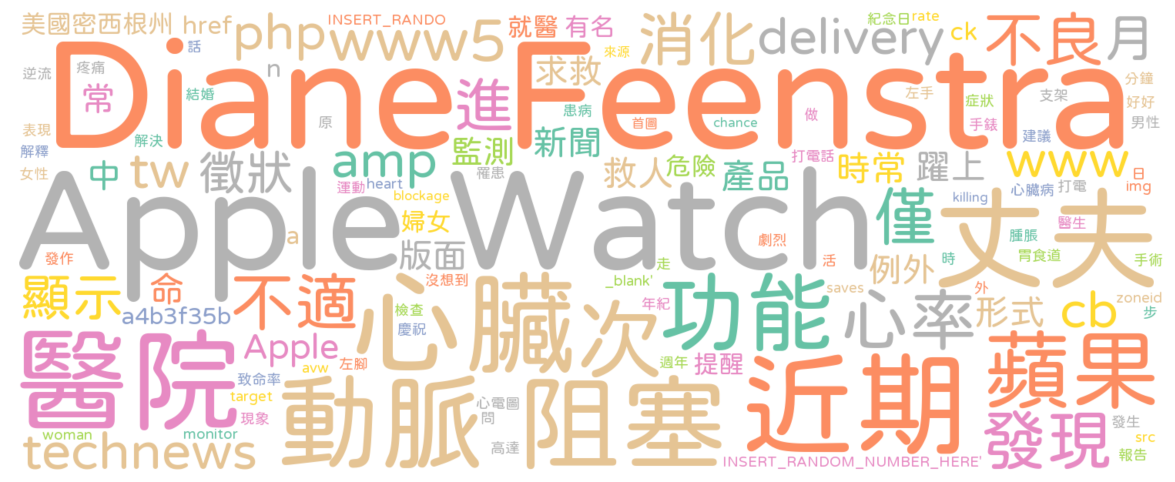 美國密西根州 href php www5 INSERT_RANDO 就醫 有名 消化 delivery 紀念日 rate ck 不良 月
話 n 求救 來源
Diane Feenstra
逆流 疼痛 常 結婚 進 原 患病 首圖 chance 左手 做 症狀 手錶 支架 分鐘 好好 男性
表現 解決 建議
解釋 女性 中 tw 徵狀 amp 監測 新聞 救人 危險 產品 打電話 時常 躍上 www 日
運動 heart 罹患 killing 心臟病 打電 img
Apple Watch
blockage 婦女 a 版面 僅 丈夫 醫生
發作 劇烈 活 腫脹 胃食道 手術
顯示 命 不適 沒想到 _blank' 走 例外 時
心臟 次 功能 心率 saves 外 形式 cb zoneid 步
a4b3f35b 檢查 慶祝 年紀
醫院 Apple avw 左腳 週年 提醒 近期 蘋果
致命率 target 現象
動脈 阻塞 心電圖 問 發現 發生
woman monitor 高達 src
technews INSERT_RANDOM_NUMBER_HERE' 報告